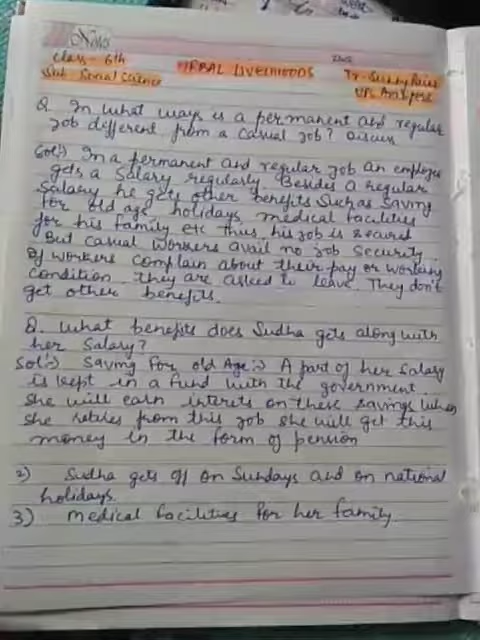 Notes
Date
Class - 6th
URBAN LIVELIHOODS
Sub - Social Science
Q. In what ways is a permanent and regular
job different from a casual job? Discuss
Sol:-) In a permanent and regular job an employee
gets a salary regularly. Besides a regular
salary he gets other benefits such as saving
for old age, holidays, medical facilities
for his family etc thus, his job is secured
But casual workers avail no job security.
If workers complain about their pay or working
condition they are asked to leave. They don't
get other benefits.
Q. What benefits does Sudha gets along with
her salary?
Sol:-) Saving for old Age:-) A part of her salary
is kept in a fund with the government.
She will earn interets on these savings when
she retires from this job she will get this
money in the form of pension
2) Sudha gets off on Sundays and on national
holidays.
3) Medical facilities for her family